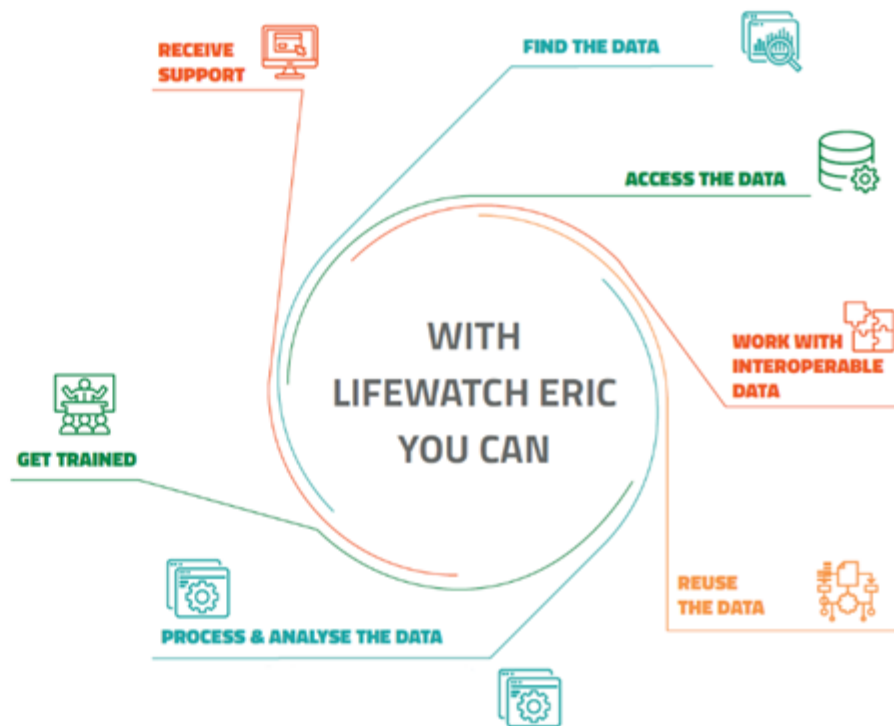 RECEIVE
SUPPORT
FIND THE DATA
ACCESS THE DATA
WITH
LIFEWATCH ERIC
YOU CAN
WORK WITH
INTEROPERABLE
DATA
GET TRAINED
REUSE
THE DATA
PROCESS & ANALYSE THE DATA